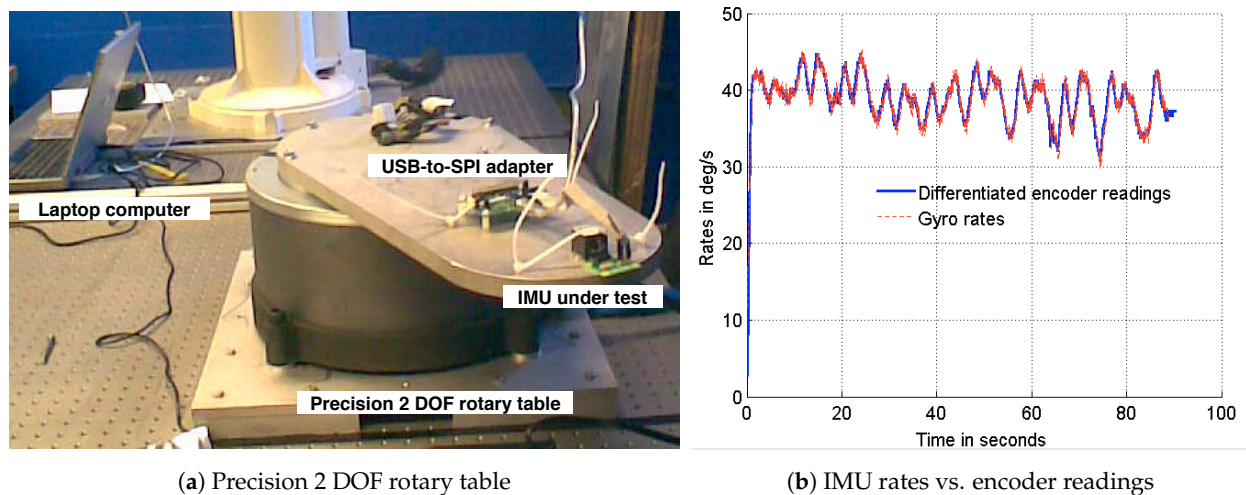 USB-to-SPI adapter
Laptop computer
IMU under test
Precision 2 DOF rotary table
(a) Precision 2 DOF rotary table
50
40
30
20
10
0
Rates in deg/s
Differentiated encoder readings
Gyro rates
0 20 40 60 80 100
Time in seconds
(b) IMU rates vs. encoder readings